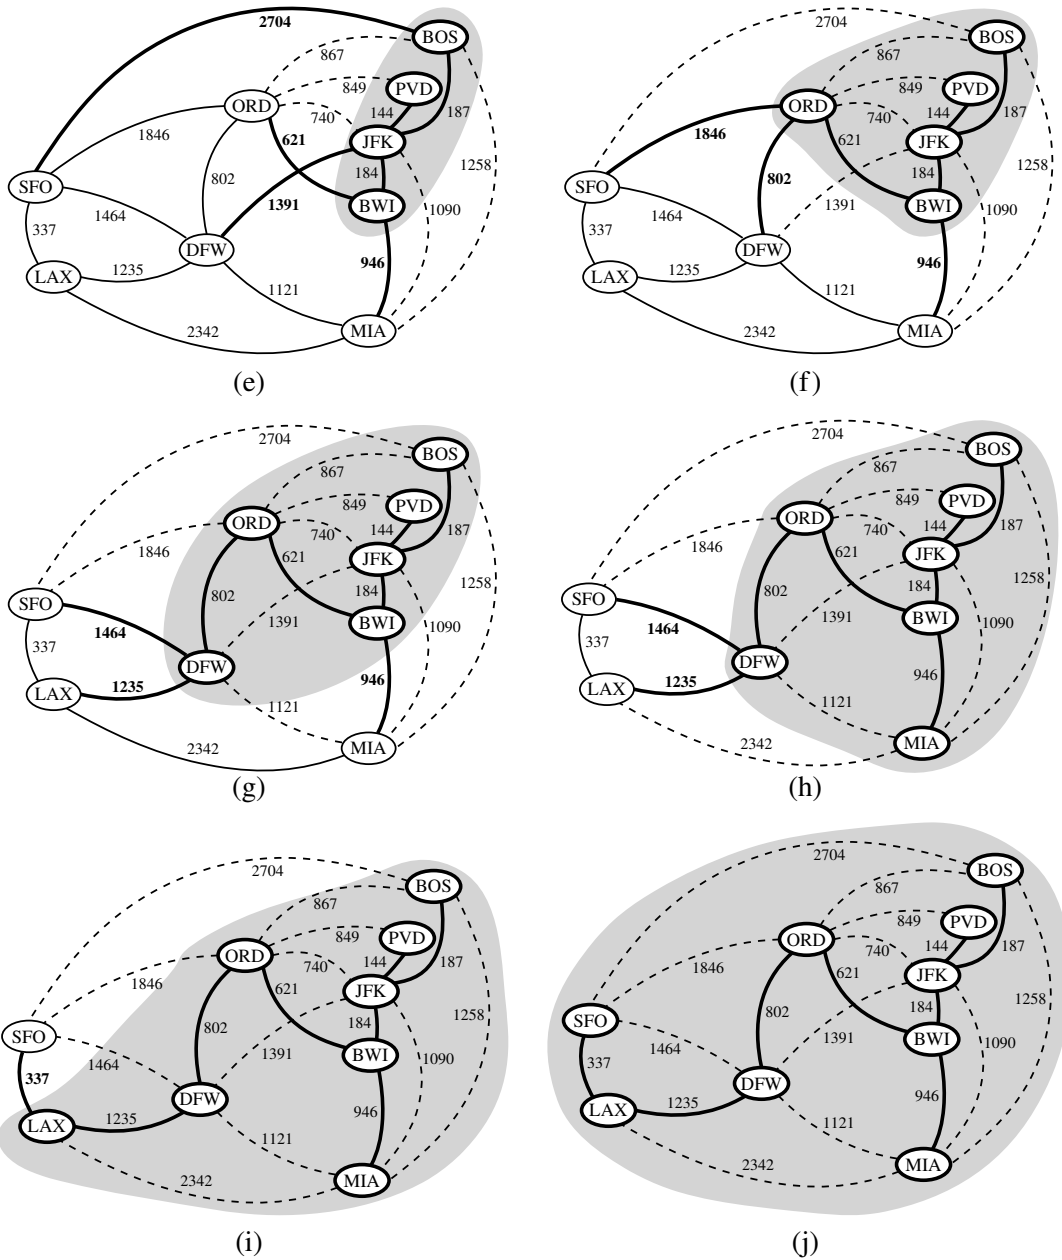 2704
BOS
867
PVD
849
ORD
144
187
740
1846
621
JFK
1258
184
802
SFO
1391
BWI
1464
1090
337
DFW
946
LAX
1235
1121
2342
MIA
(e)
2704
BOS
867
PVD
849
ORD
144
187
740
1846
621
JFK
1258
184
802
SFO
1391
BWI
1464
1090
337
DFW
946
LAX
1235
1121
2342
MIA
(f)
2704
BOS
867
PVD
849
ORD
144
187
740
1846
621
JFK
1258
184
802
SFO
1391
BWI
1464
1090
337
DFW
946
LAX
1235
1121
2342
MIA
(g)
2704
BOS
867
PVD
849
ORD
144
187
740
1846
621
JFK
1258
184
802
SFO
1391
BWI
1464
1090
337
DFW
946
LAX
1235
1121
2342
MIA
(h)
2704
BOS
867
PVD
849
ORD
144
187
740
1846
621
JFK
1258
184
802
SFO
1391
BWI
1464
1090
337
DFW
946
LAX
1235
1121
2342
MIA
(i)
2704
BOS
867
PVD
849
ORD
144
187
740
1846
621
JFK
1258
184
802
SFO
1391
BWI
1464
1090
337
DFW
946
LAX
1235
1121
2342
MIA
(j)